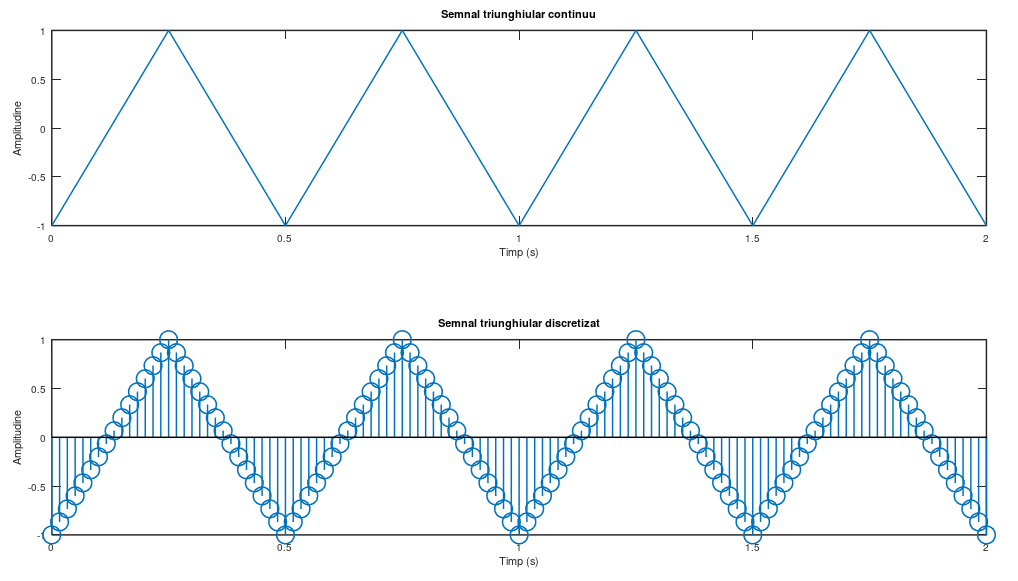 Semnal triunghiular continuu
1
0.5
0
-0.5
-1
Amplitudine
0 0.5 1 1.5 2
Timp (s)
Semnal triunghiular discretizat
1
0.5
0
-0.5
-1
Amplitudine
0 0.5 1 1.5 2
Timp (s)